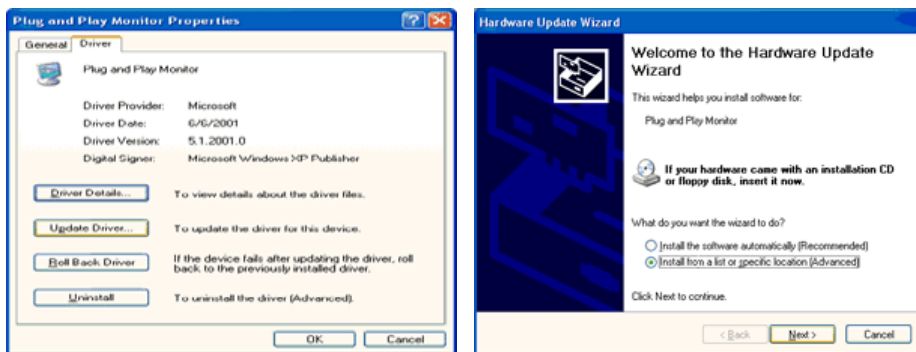 Plug and Play Monitor Properties
General Driver
Plug and Play Monitor
Driver Provider: Microsoft
Driver Date: 6/6/2001
Driver Version: 5.1.2001.0
Digital Signer: Microsoft Windows XP Publisher
Driver Details... To view details about the driver files.
Update Driver... To update the driver for this device.
Roll Back Driver If the device fails after updating the driver, roll
back to the previously installed driver.
Uninstall To uninstall the driver (Advanced).
OK Cancel
Hardware Update Wizard
Welcome to the Hardware Update
Wizard
This wizard helps you install software for:
Plug and Play Monitor
If your hardware came with an installation CD
or floppy disk, insert it now.
What do you want the wizard to do?
Install the software automatically (Recommended)
Install from a list or specific location (Advanced)
Click Next to continue.
< Back Next > Cancel